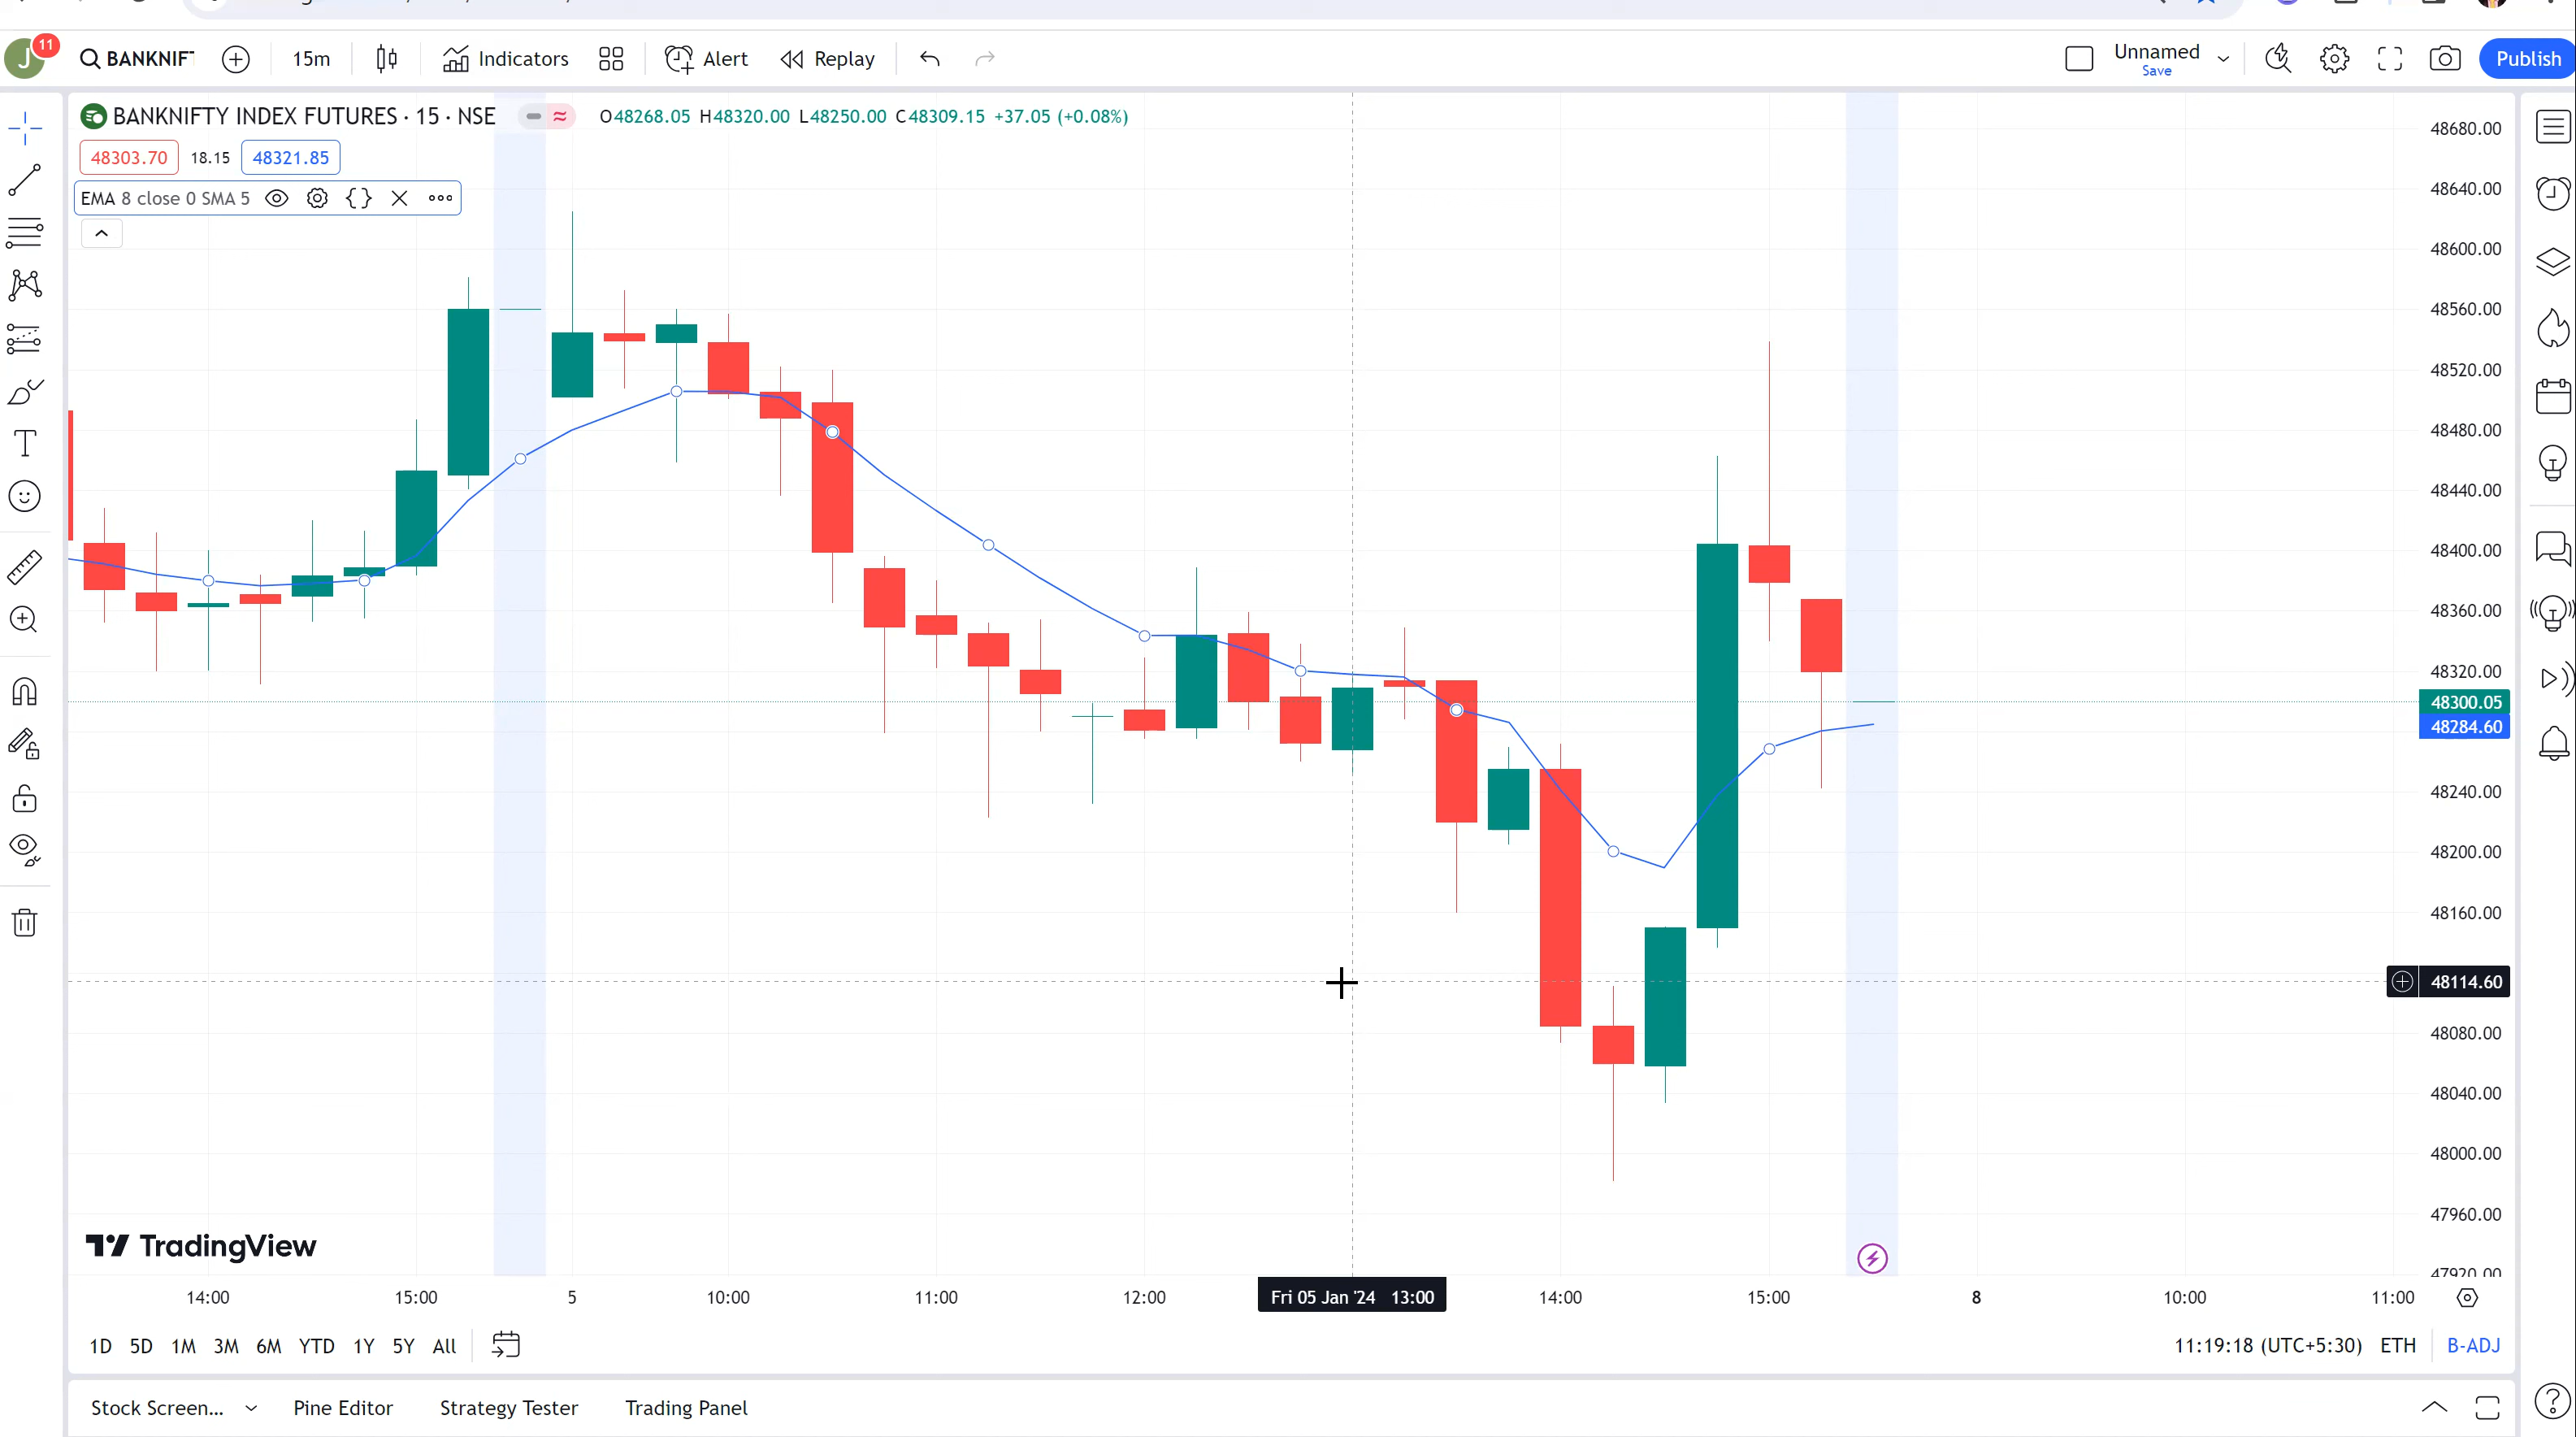 J 11 BANKNIF 15m Indicators Alert Replay Unnamed Save Publish
BANKNIFTY INDEX FUTURES · 15 · NSE O48268.05 H48320.00 L48250.00 C48309.15 +37.05 (+0.08%)
48303.70 18.15 48321.85
EMA 8 close 0 SMA 5
48680.00
48640.00
48600.00
48560.00
48520.00
48480.00
48440.00
48400.00
48360.00
48320.00
48300.05
48284.60
48240.00
48200.00
48160.00
48114.60
48080.00
48040.00
48000.00
47960.00
47920.00
TradingView
14:00 15:00 5 10:00 11:00 12:00 Fri 05 Jan '24 13:00 14:00 15:00 8 10:00 11:00
1D 5D 1M 3M 6M YTD 1Y 5Y All 11:19:18 (UTC+5:30) ETH B-ADJ
Stock Screen... Pine Editor Strategy Tester Trading Panel